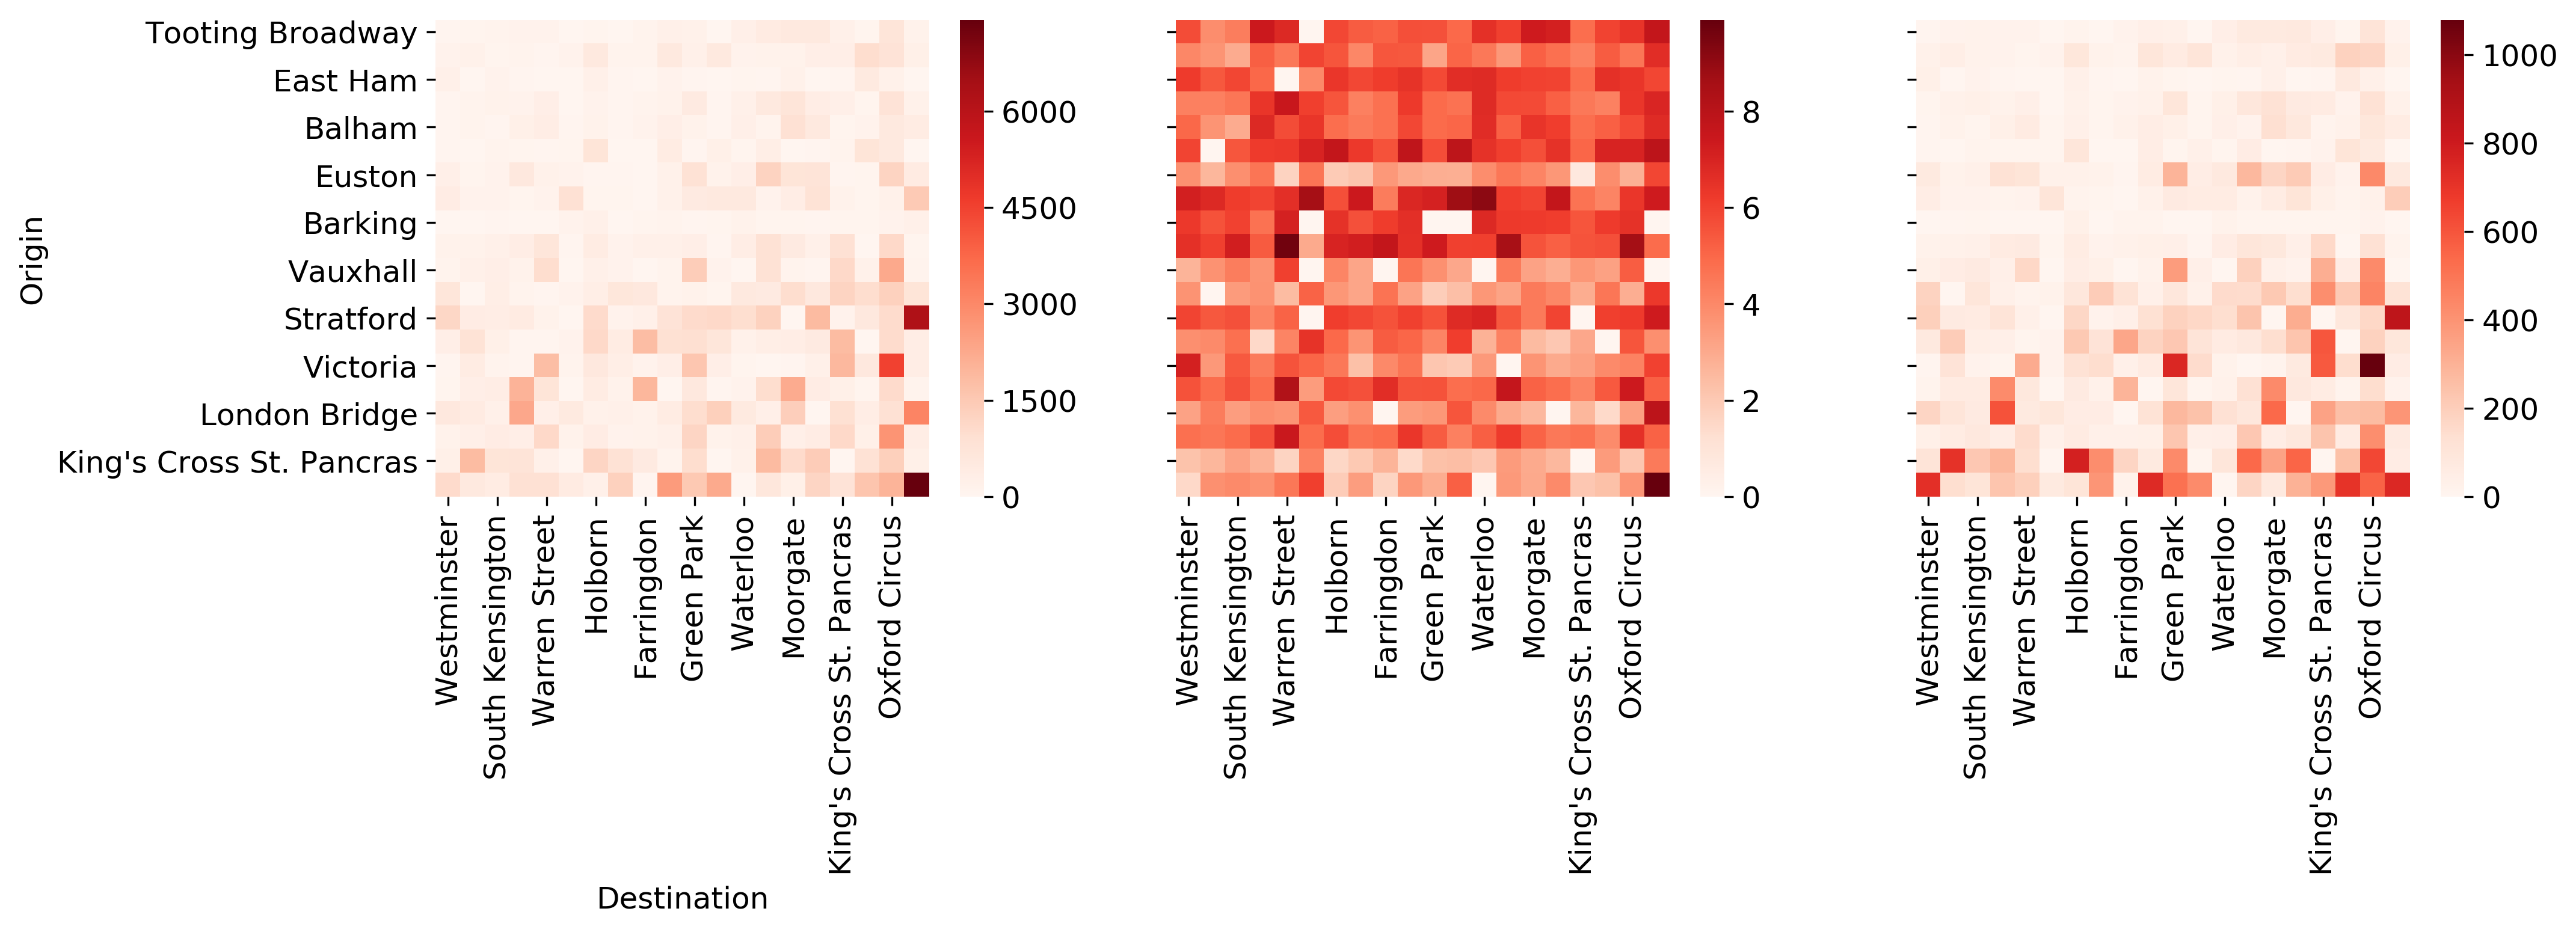 Origin
Tooting Broadway
East Ham
Balham
Euston
Barking
Vauxhall
Stratford
Victoria
London Bridge
King's Cross St. Pancras
Westminster
South Kensington
Warren Street
Holborn
Farringdon
Green Park
Waterloo
Moorgate
King's Cross St. Pancras
Oxford Circus
Destination
6000
4500
3000
1500
0
Westminster
South Kensington
Warren Street
Holborn
Farringdon
Green Park
Waterloo
Moorgate
King's Cross St. Pancras
Oxford Circus
8
6
4
2
0
Westminster
South Kensington
Warren Street
Holborn
Farringdon
Green Park
Waterloo
Moorgate
King's Cross St. Pancras
Oxford Circus
1000
800
600
400
200
0